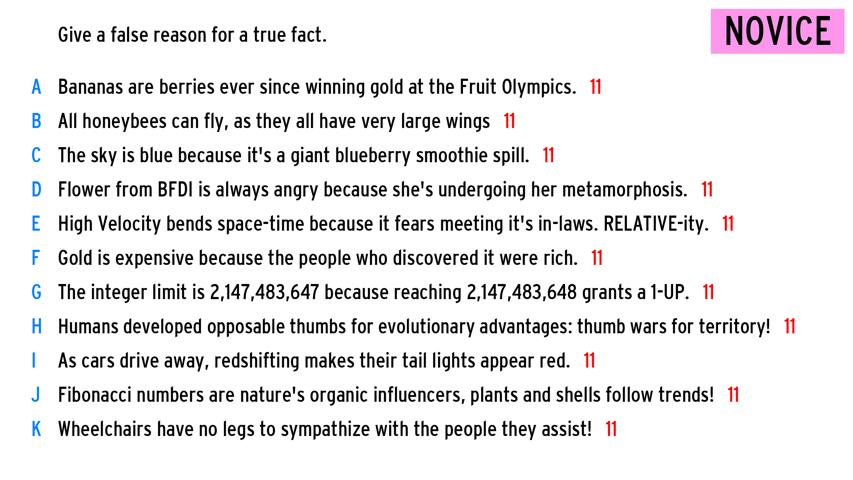 Give a false reason for a true fact.
NOVICE
A Bananas are berries ever since winning gold at the Fruit Olympics. 11
B All honeybees can fly, as they all have very large wings 11
C The sky is blue because it's a giant blueberry smoothie spill. 11
D Flower from BFDI is always angry because she's undergoing her metamorphosis. 11
E High Velocity bends space-time because it fears meeting it's in-laws. RELATIVE-ity. 11
F Gold is expensive because the people who discovered it were rich. 11
G The integer limit is 2,147,483,647 because reaching 2,147,483,648 grants a 1-UP. 11
H Humans developed opposable thumbs for evolutionary advantages: thumb wars for territory! 11
I As cars drive away, redshifting makes their tail lights appear red. 11
J Fibonacci numbers are nature's organic influencers, plants and shells follow trends! 11
K Wheelchairs have no legs to sympathize with the people they assist! 11